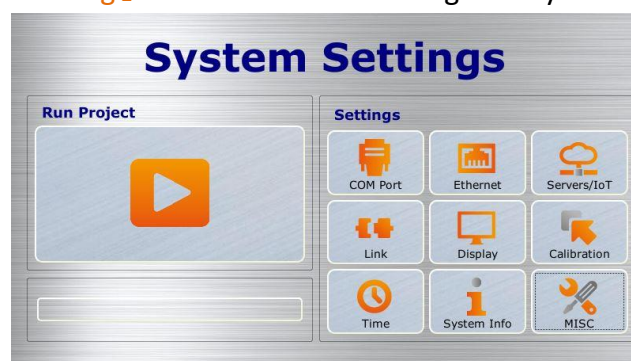 System Settings
Run Project
Settings
COM Port
Ethernet
Servers/IoT
Link
Display
Calibration
Time
System Info
MISC